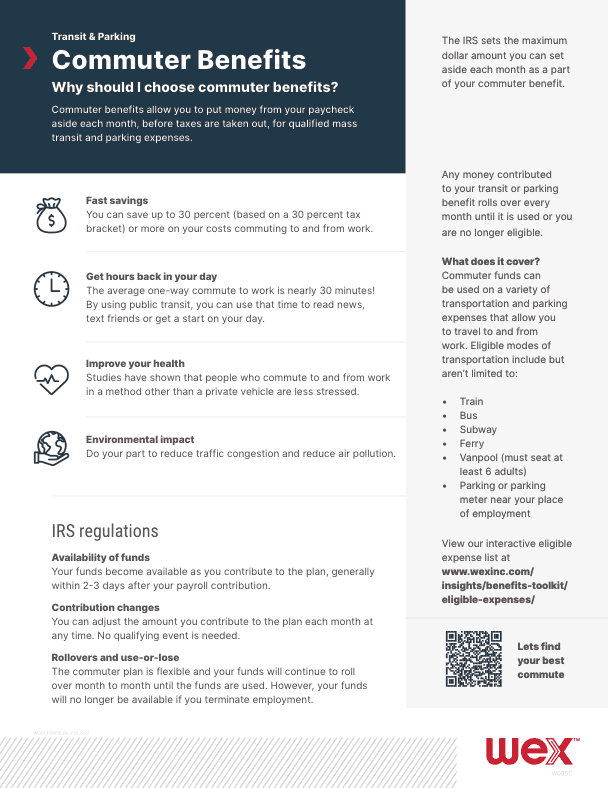 Transit & Parking
Commuter Benefits
Why should I choose commuter benefits?
Commuter benefits allow you to put money from your paycheck
aside each month, before taxes are taken out, for qualified mass
transit and parking expenses.
Fast savings
You can save up to 30 percent (based on a 30 percent tax
bracket) or more on your costs commuting to and from work.
Get hours back in your day
The average one-way commute to work is nearly 30 minutes!
By using public transit, you can use that time to read news,
text friends or get a start on your day.
Improve your health
Studies have shown that people who commute to and from work
in a method other than a private vehicle are less stressed.
Environmental impact
Do your part to reduce traffic congestion and reduce air pollution.
IRS regulations
Availability of funds
Your funds become available as you contribute to the plan, generally
within 2-3 days after your payroll contribution.
Contribution changes
You can adjust the amount you contribute to the plan each month at
any time. No qualifying event is needed.
Rollovers and use-or-lose
The commuter plan is flexible and your funds will continue to roll
over month to month until the funds are used. However, your funds
will no longer be available if you terminate employment.
The IRS sets the maximum
dollar amount you can set
aside each month as a part
of your commuter benefit.
Any money contributed
to your transit or parking
benefit rolls over every
month until it is used or you
are no longer eligible.
What does it cover?
Commuter funds can
be used on a variety of
transportation and parking
expenses that allow you
to travel to and from
work. Eligible modes of
transportation include but
aren't limited to:
• Train
• Bus
• Subway
• Ferry
• Vanpool (must seat at
least 6 adults)
• Parking or parking
meter near your place
of employment
View our interactive eligible
expense list at
www.wexinc.com/
insights/benefits-toolkit/
eligible-expenses/
Lets find
your best
commute
wex™